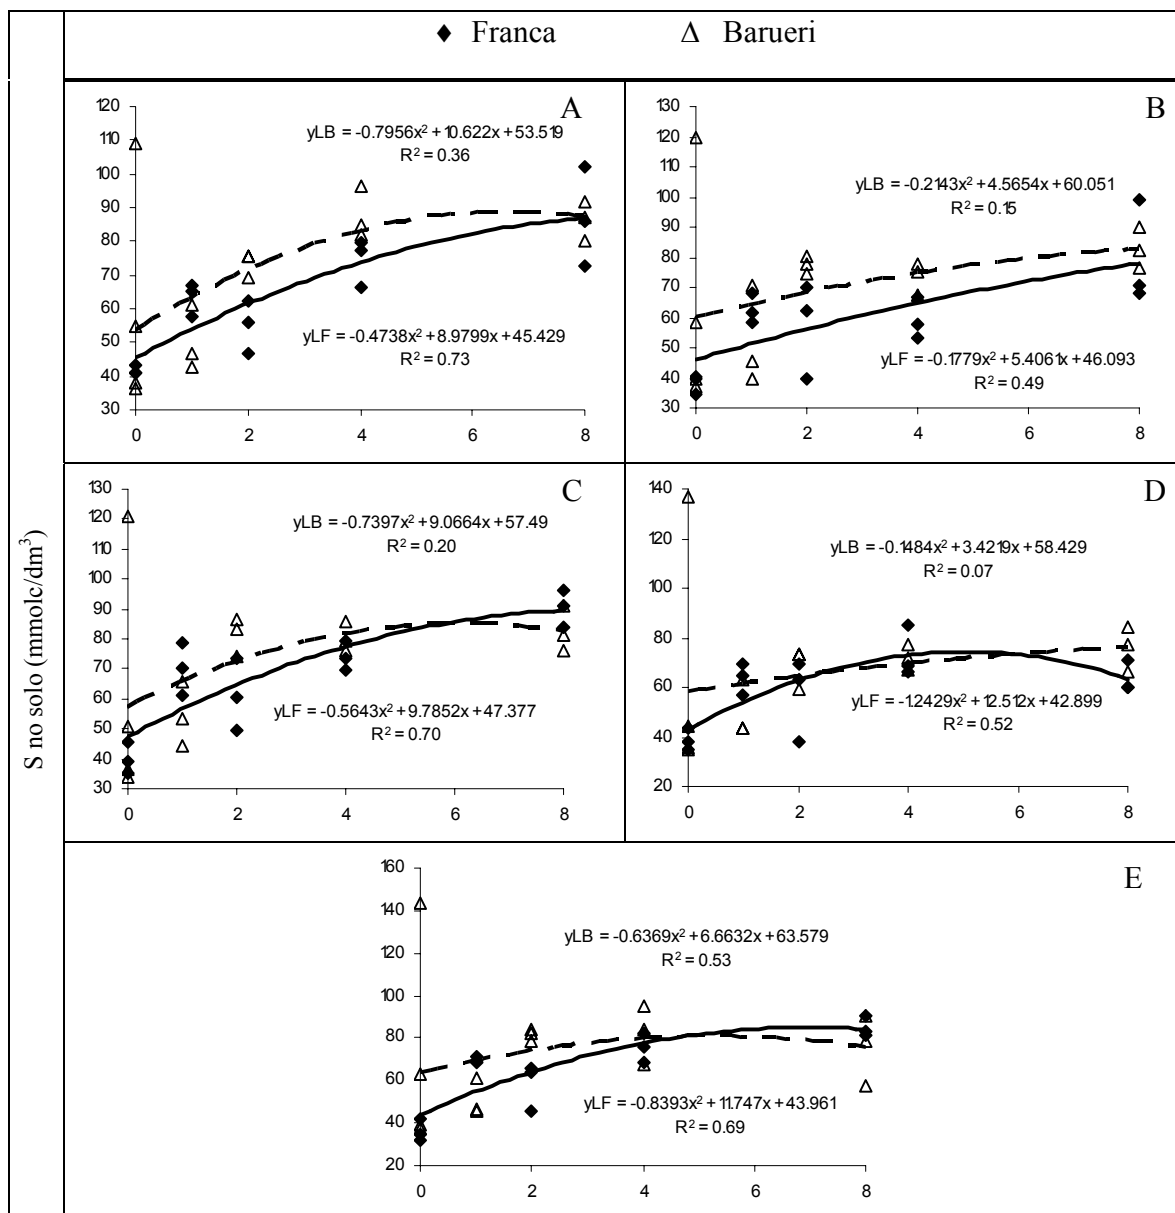 Franca Δ Barueri
S no solo (mmolc/dm³)
A
120
110
100
90
80
70
60
50
40
30
0 2 4 6 8
yLB = -0.7956x² + 10.622x + 53.519
R² = 0.36
yLF = -0.4738x² + 8.9799x + 45.429
R² = 0.73
B
130
120
110
100
90
80
70
60
50
40
30
0 2 4 6 8
yLB = -0.2143x² + 4.5654x + 60.051
R² = 0.15
yLF = -0.1779x² + 5.4061x + 46.093
R² = 0.49
C
130
120
110
100
90
80
70
60
50
40
30
0 2 4 6 8
yLB = -0.7397x² + 9.0664x + 57.49
R² = 0.20
yLF = -0.5643x² + 9.7852x + 47.377
R² = 0.70
D
140
120
100
80
60
40
20
0 2 4 6 8
yLB = -0.1484x² + 3.4219x + 58.429
R² = 0.07
yLF = -1.2429x² + 12.512x + 42.899
R² = 0.52
E
160
140
120
100
80
60
40
20
0 2 4 6 8
yLB = -0.6369x² + 6.6632x + 63.579
R² = 0.53
yLF = -0.8393x² + 11.747x + 43.961
R² = 0.69